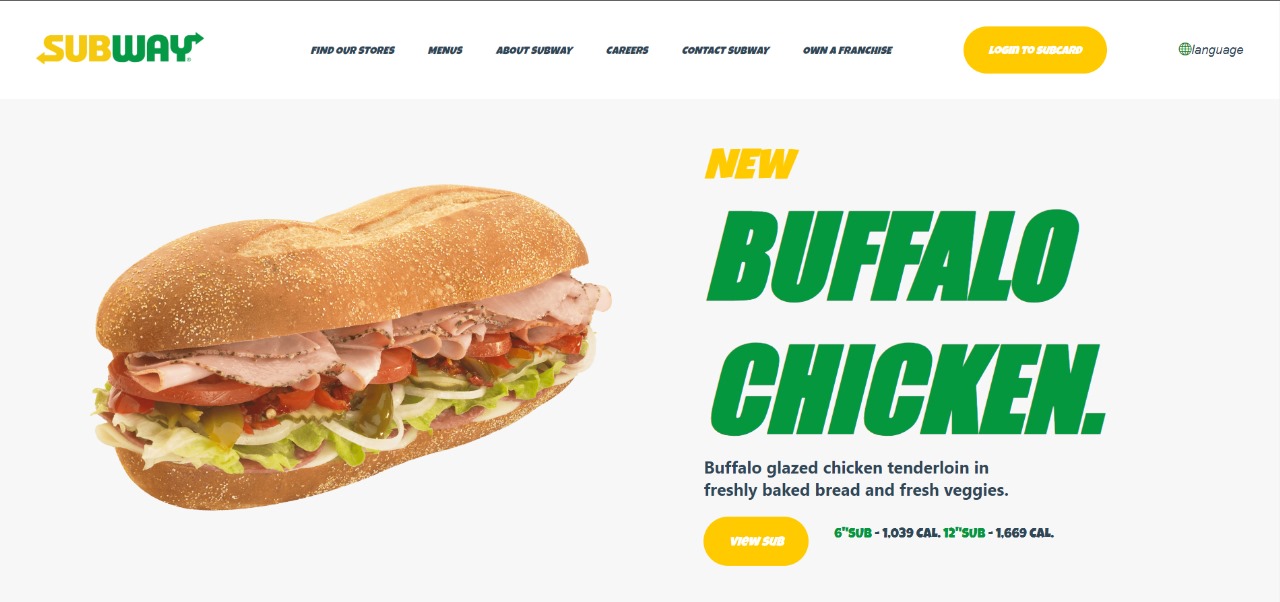 SUBWAY®
FIND OUR STORES MENUS ABOUT SUBWAY CAREERS CONTACT SUBWAY OWN A FRANCHISE
LOGIN TO SUBCARD
language
NEW
BUFFALO
CHICKEN.
Buffalo glazed chicken tenderloin in
freshly baked bread and fresh veggies.
VIEW SUB
6"SUB - 1.039 CAL. 12"SUB - 1,669 CAL.